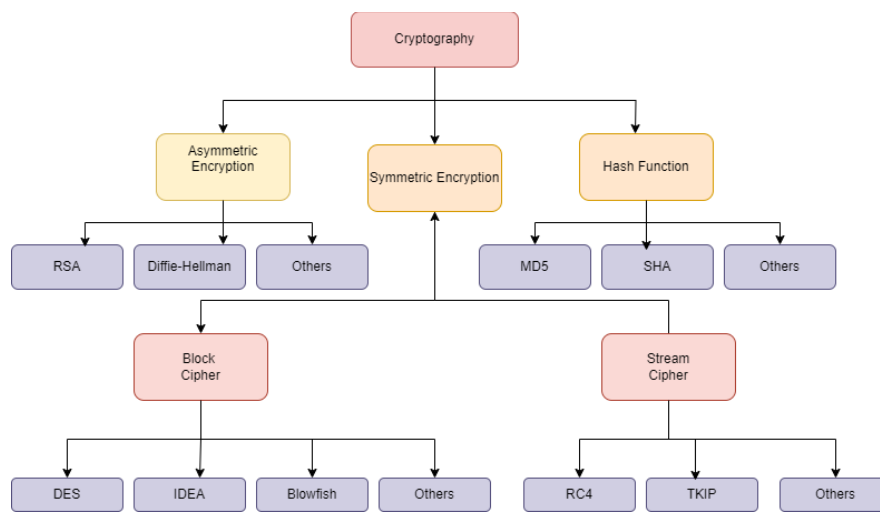 Cryptography
Asymmetric
Encryption
Symmetric Encryption
Hash Function
RSA
Diffie-Hellman
Others
MD5
SHA
Others
Block
Cipher
Stream
Cipher
DES
IDEA
Blowfish
Others
RC4
TKIP
Others